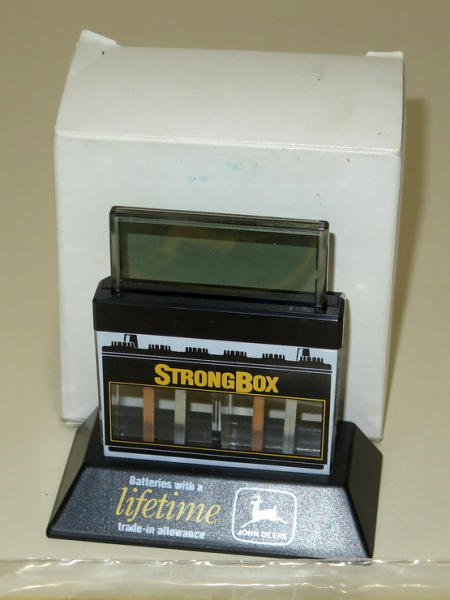 STRONGBOX
Batteries with a
lifetime
trade-in allowance
JOHN DEERE